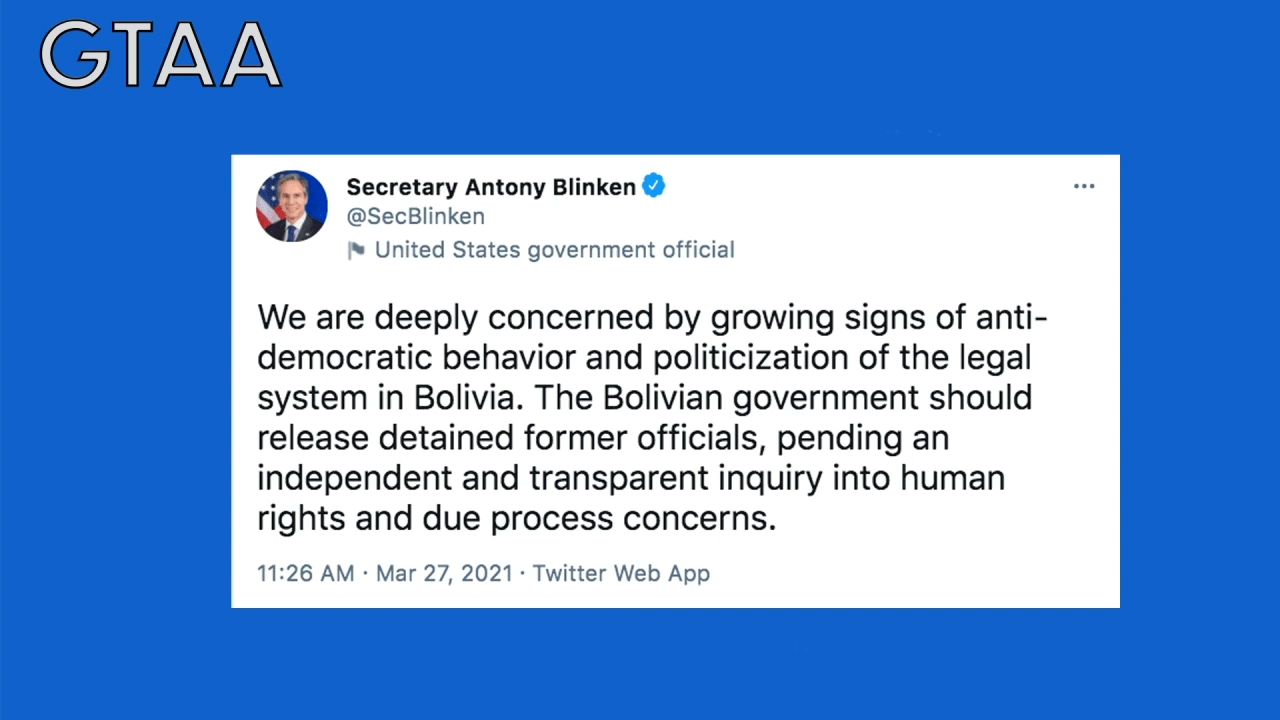 GTAA
Secretary Antony Blinken
@SecBlinken
United States government official
We are deeply concerned by growing signs of anti-
democratic behavior and politicization of the legal
system in Bolivia. The Bolivian government should
release detained former officials, pending an
independent and transparent inquiry into human
rights and due process concerns.
11:26 AM · Mar 27, 2021 · Twitter Web App